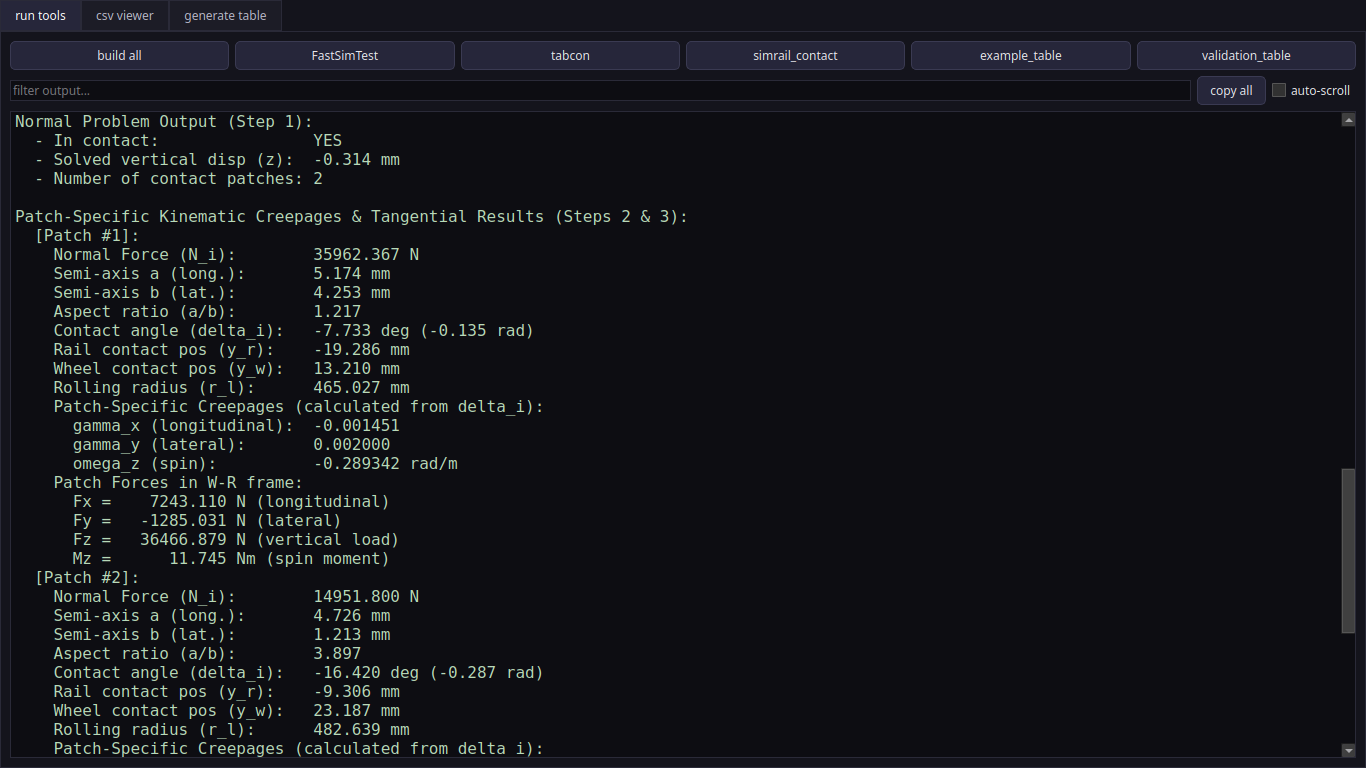 run tools csv viewer generate table
build all FastSimTest tabcon simrail_contact example_table validation_table
filter output... copy all auto-scroll
Normal Problem Output (Step 1):
- In contact: YES
- Solved vertical disp (z): -0.314 mm
- Number of contact patches: 2
Patch-Specific Kinematic Creepages & Tangential Results (Steps 2 & 3):
[Patch #1]:
Normal Force (N_i): 35962.367 N
Semi-axis a (long.): 5.174 mm
Semi-axis b (lat.): 4.253 mm
Aspect ratio (a/b): 1.217
Contact angle (delta_i): -7.733 deg (-0.135 rad)
Rail contact pos (y_r): -19.286 mm
Wheel contact pos (y_w): 13.210 mm
Rolling radius (r_l): 465.027 mm
Patch-Specific Creepages (calculated from delta_i):
gamma_x (longitudinal): -0.001451
gamma_y (lateral): 0.002000
omega_z (spin): -0.289342 rad/m
Patch Forces in W-R frame:
Fx = 7243.110 N (longitudinal)
Fy = -1285.031 N (lateral)
Fz = 36466.879 N (vertical load)
Mz = 11.745 Nm (spin moment)
[Patch #2]:
Normal Force (N_i): 14951.800 N
Semi-axis a (long.): 4.726 mm
Semi-axis b (lat.): 1.213 mm
Aspect ratio (a/b): 3.897
Contact angle (delta_i): -16.420 deg (-0.287 rad)
Rail contact pos (y_r): -9.306 mm
Wheel contact pos (y_w): 23.187 mm
Rolling radius (r_l): 482.639 mm
Patch-Specific Creepages (calculated from delta_i):